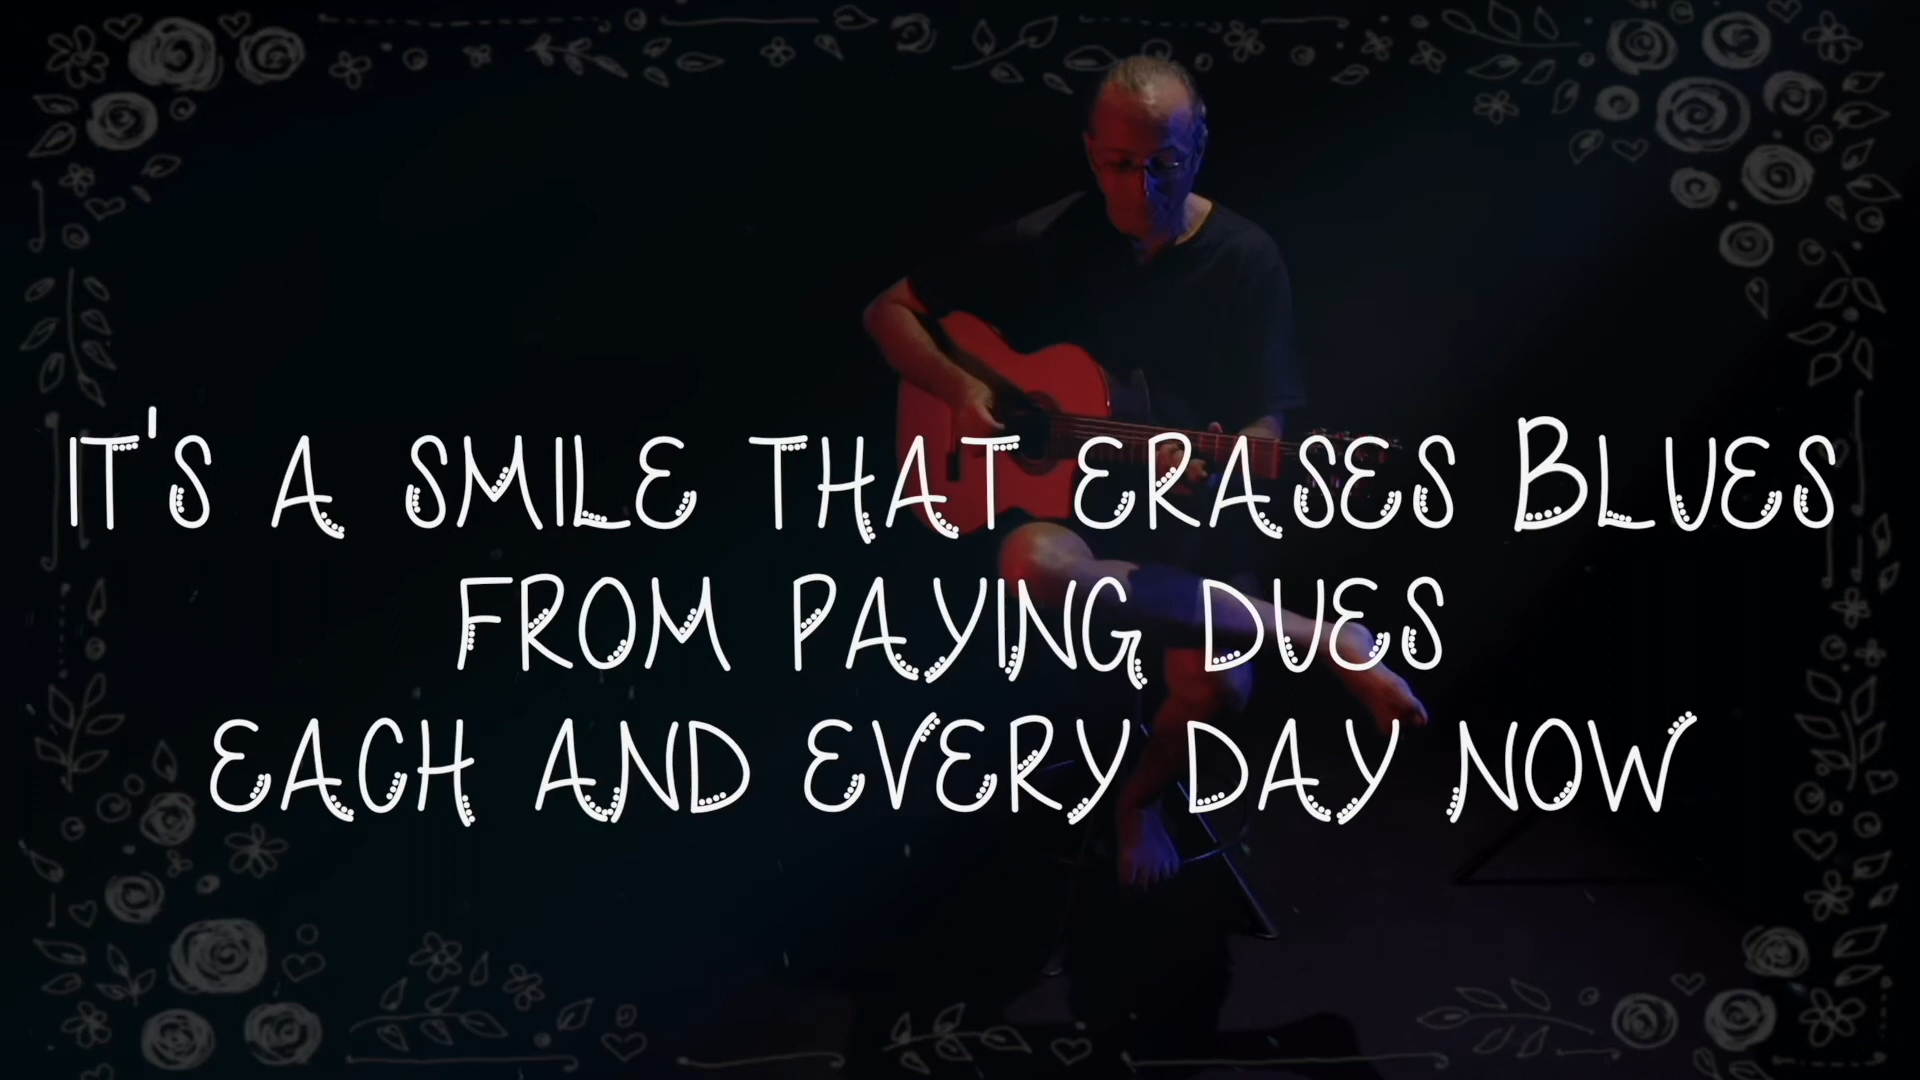 IT'S A SMILE THAT ERASES BLUES
FROM PAYING DUES
EACH AND EVERY DAY NOW